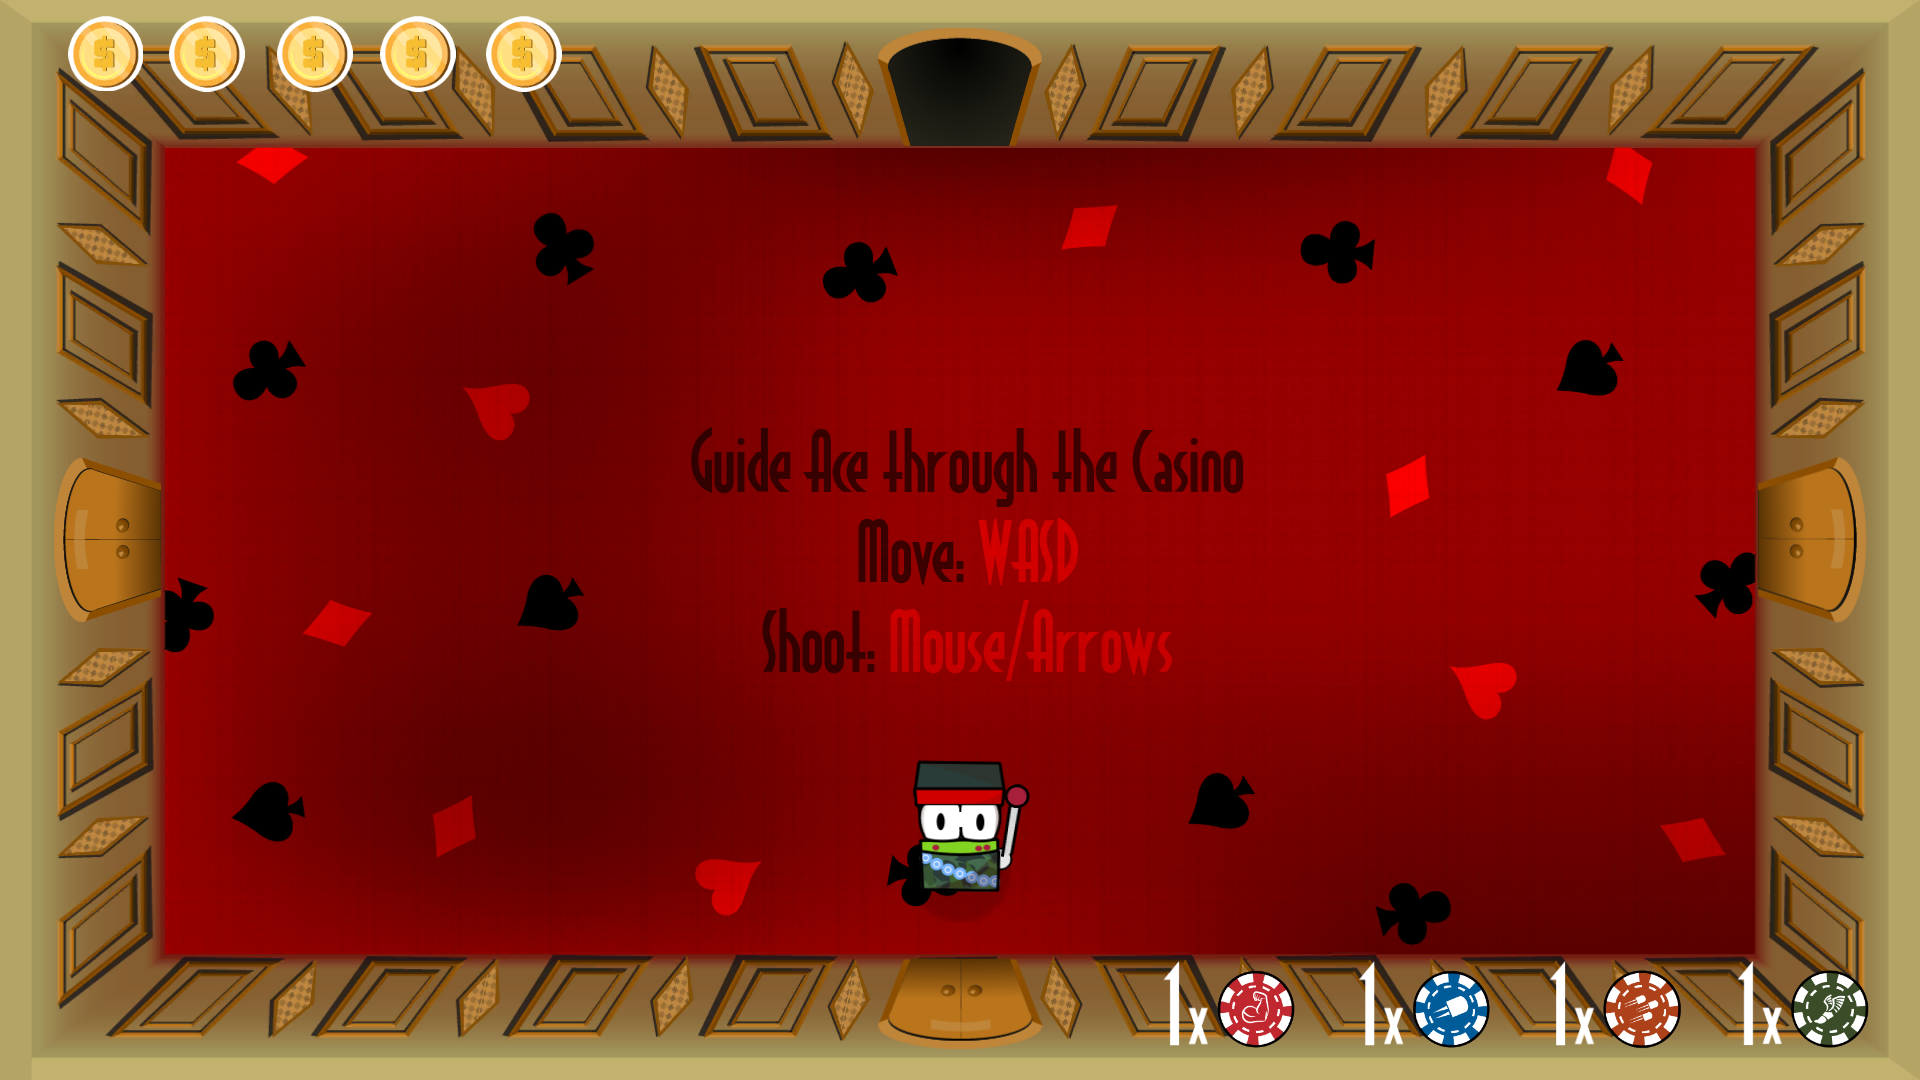 $ $ $ $ $
Guide Ace through the Casino
Move: WASD
Shoot: Mouse/Arrows
1x 1x 1x 1x